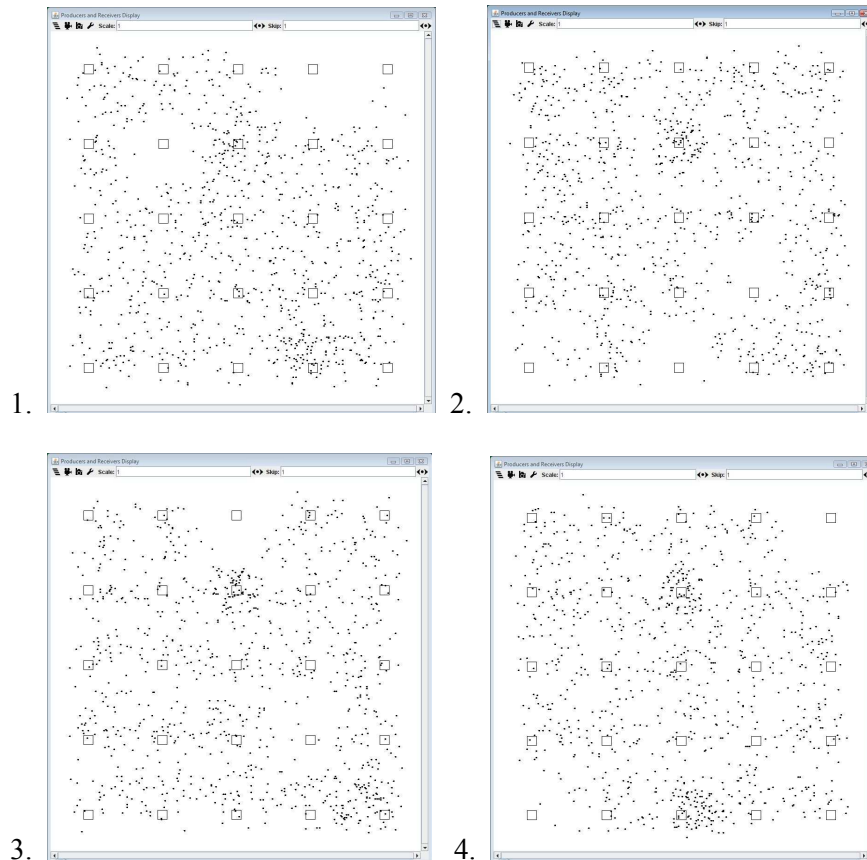 Producers and Receivers Display
Scale: 1 Skip: 1
1.
Producers and Receivers Display
Scale: 1 Skip: 1
2.
Producers and Receivers Display
Scale: 1 Skip: 1
3.
Producers and Receivers Display
Scale: 1 Skip: 1
4.